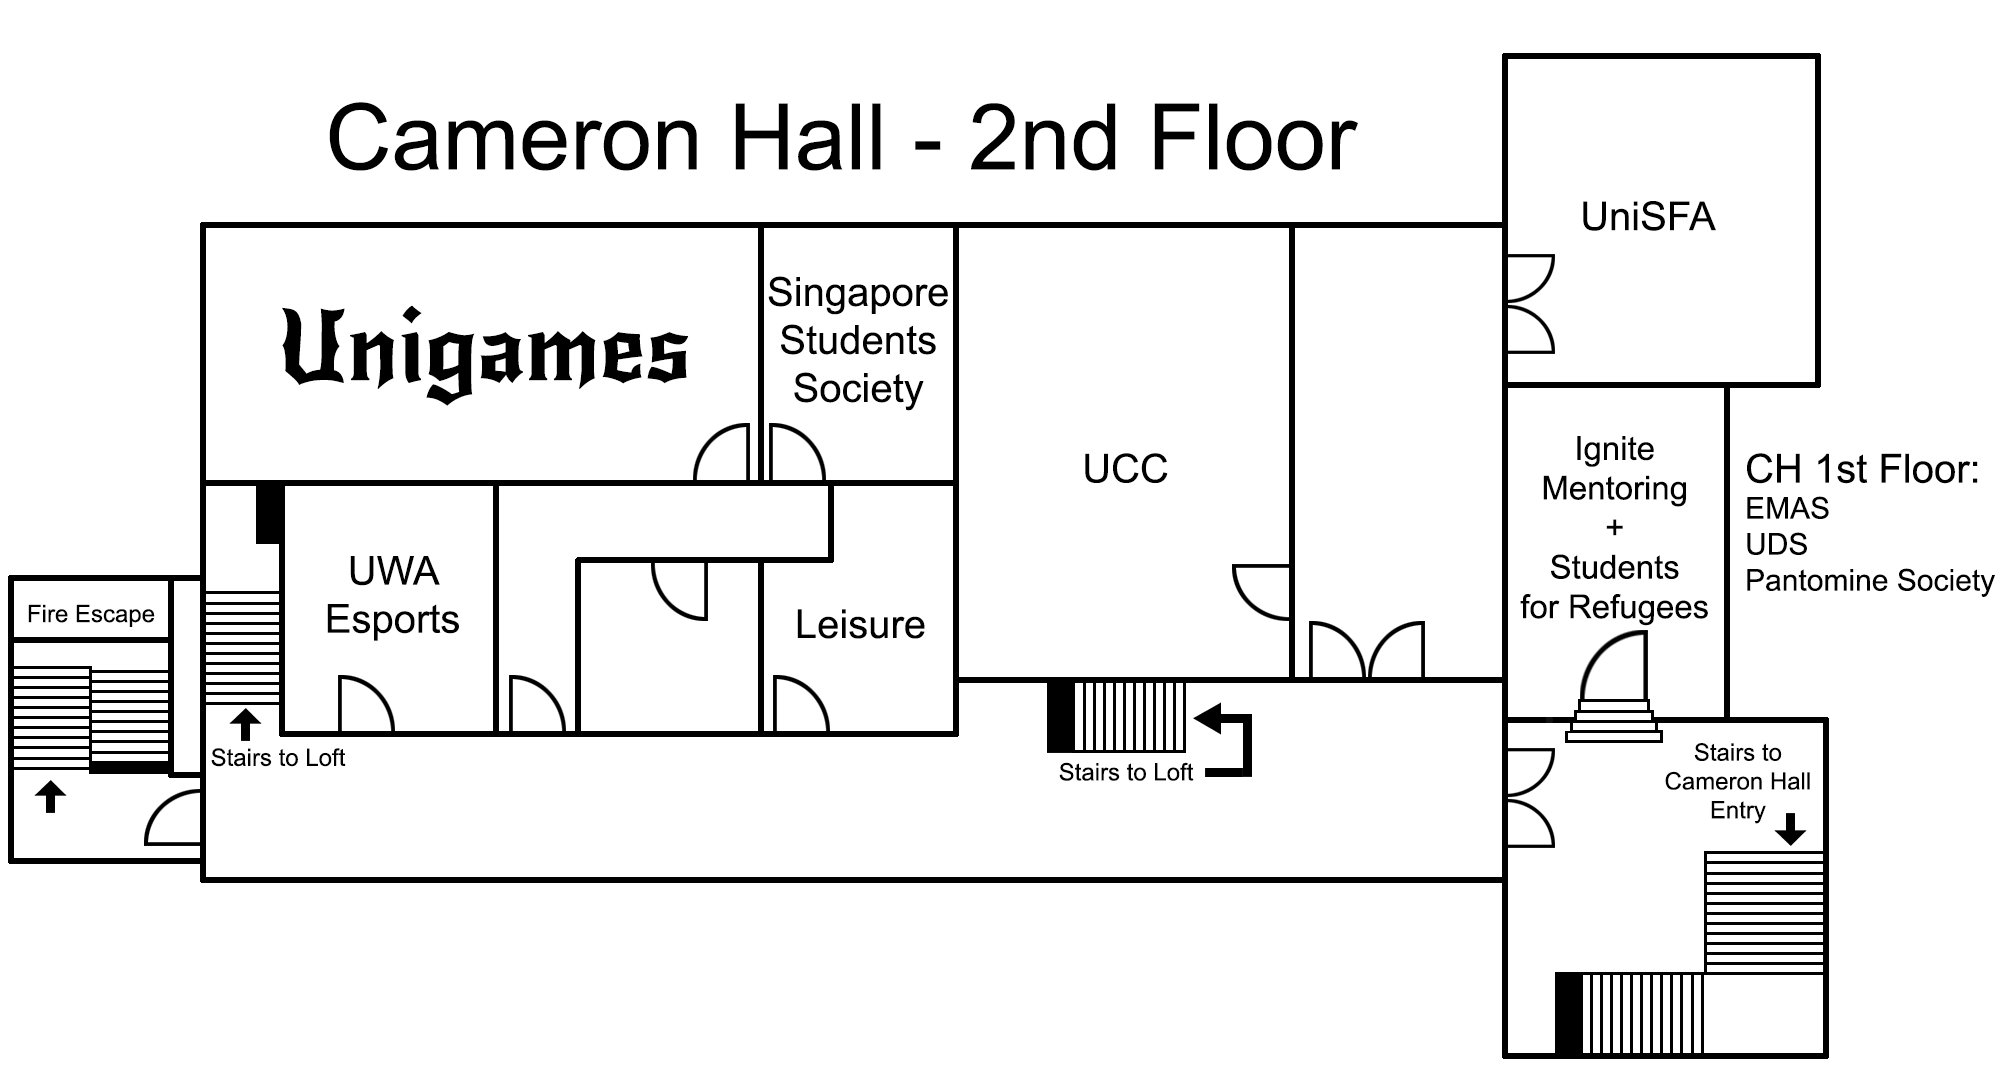 Cameron Hall - 2nd Floor
UniSFA
Unigames
Singapore
Students
Society
UCC
Ignite
Mentoring
+
Students
for Refugees
CH 1st Floor:
EMAS
UDS
Pantomine Society
UWA
Esports
Leisure
Fire Escape
Stairs to Loft
Stairs to Loft
Stairs to
Cameron Hall
Entry